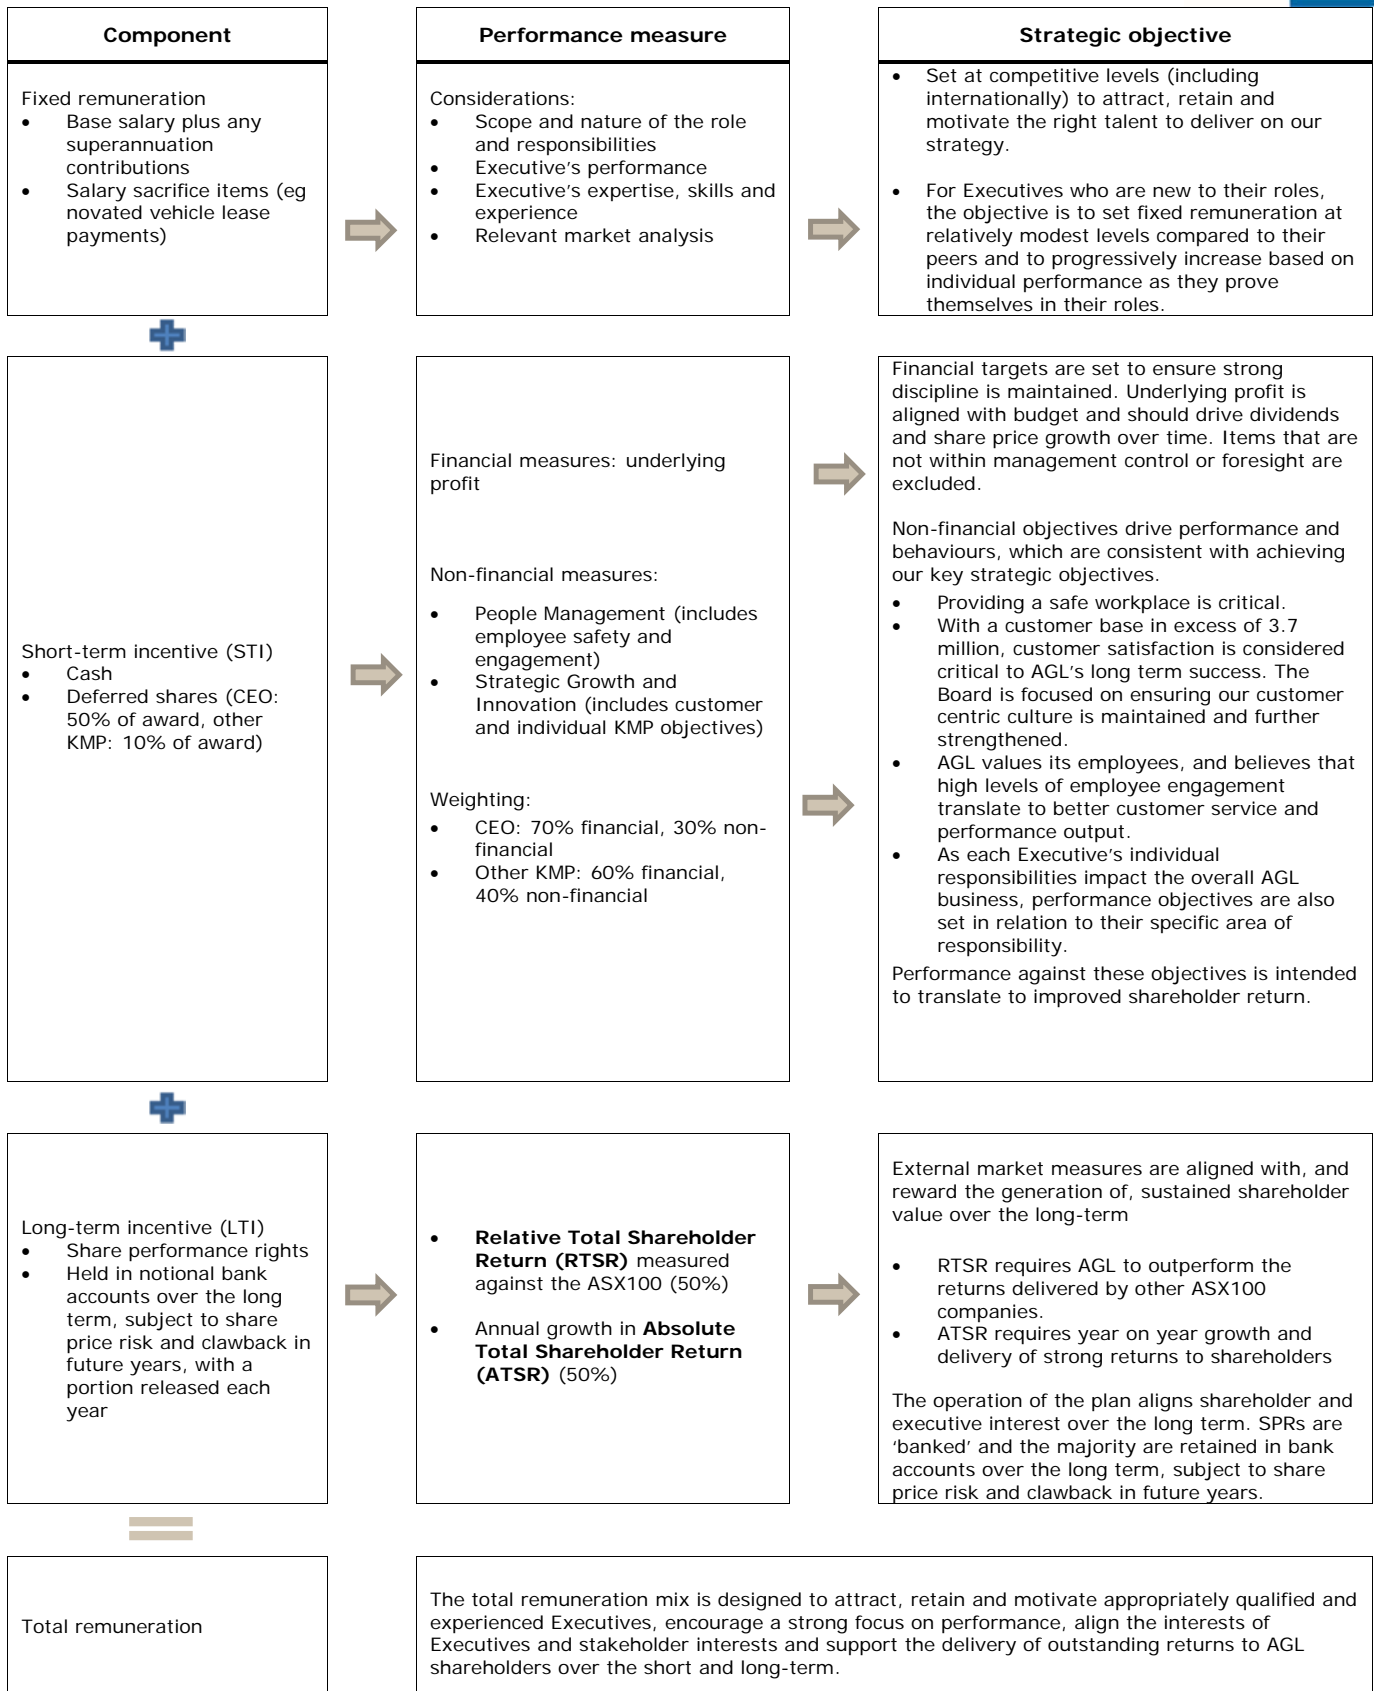 Component
Performance measure
Strategic objective
Fixed remuneration
• Base salary plus any
superannuation
contributions
• Salary sacrifice items (eg
novated vehicle lease
payments)
Considerations:
• Scope and nature of the role
and responsibilities
• Executive's performance
• Executive's expertise, skills and
experience
• Relevant market analysis
• Set at competitive levels (including
internationally) to attract, retain and
motivate the right talent to deliver on our
strategy.
• For Executives who are new to their roles,
the objective is to set fixed remuneration at
relatively modest levels compared to their
peers and to progressively increase based on
individual performance as they prove
themselves in their roles.
Short-term incentive (STI)
• Cash
• Deferred shares (CEO:
50% of award, other
KMP: 10% of award)
Financial measures: underlying
profit
Non-financial measures:
• People Management (includes
employee safety and
engagement)
• Strategic Growth and
Innovation (includes customer
and individual KMP objectives)
Weighting:
• CEO: 70% financial, 30% non-
financial
• Other KMP: 60% financial,
40% non-financial
Financial targets are set to ensure strong
discipline is maintained. Underlying profit is
aligned with budget and should drive dividends
and share price growth over time. Items that are
not within management control or foresight are
excluded.
Non-financial objectives drive performance and
behaviours, which are consistent with achieving
our key strategic objectives.
• Providing a safe workplace is critical.
• With a customer base in excess of 3.7
million, customer satisfaction is considered
critical to AGL's long term success. The
Board is focused on ensuring our customer
centric culture is maintained and further
strengthened.
• AGL values its employees, and believes that
high levels of employee engagement
translate to better customer service and
performance output.
• As each Executive's individual
responsibilities impact the overall AGL
business, performance objectives are also
set in relation to their specific area of
responsibility.
Performance against these objectives is intended
to translate to improved shareholder return.
Long-term incentive (LTI)
• Share performance rights
• Held in notional bank
accounts over the long
term, subject to share
price risk and clawback in
future years, with a
portion released each
year
• Relative Total Shareholder
Return (RTSR) measured
against the ASX100 (50%)
• Annual growth in Absolute
Total Shareholder Return
(ATSR) (50%)
External market measures are aligned with, and
reward the generation of, sustained shareholder
value over the long-term
• RTSR requires AGL to outperform the
returns delivered by other ASX100
companies.
• ATSR requires year on year growth and
delivery of strong returns to shareholders
The operation of the plan aligns shareholder and
executive interest over the long term. SPRs are
‘banked’ and the majority are retained in bank
accounts over the long term, subject to share
price risk and clawback in future years.
Total remuneration
The total remuneration mix is designed to attract, retain and motivate appropriately qualified and
experienced Executives, encourage a strong focus on performance, align the interests of
Executives and stakeholder interests and support the delivery of outstanding returns to AGL
shareholders over the short and long-term.